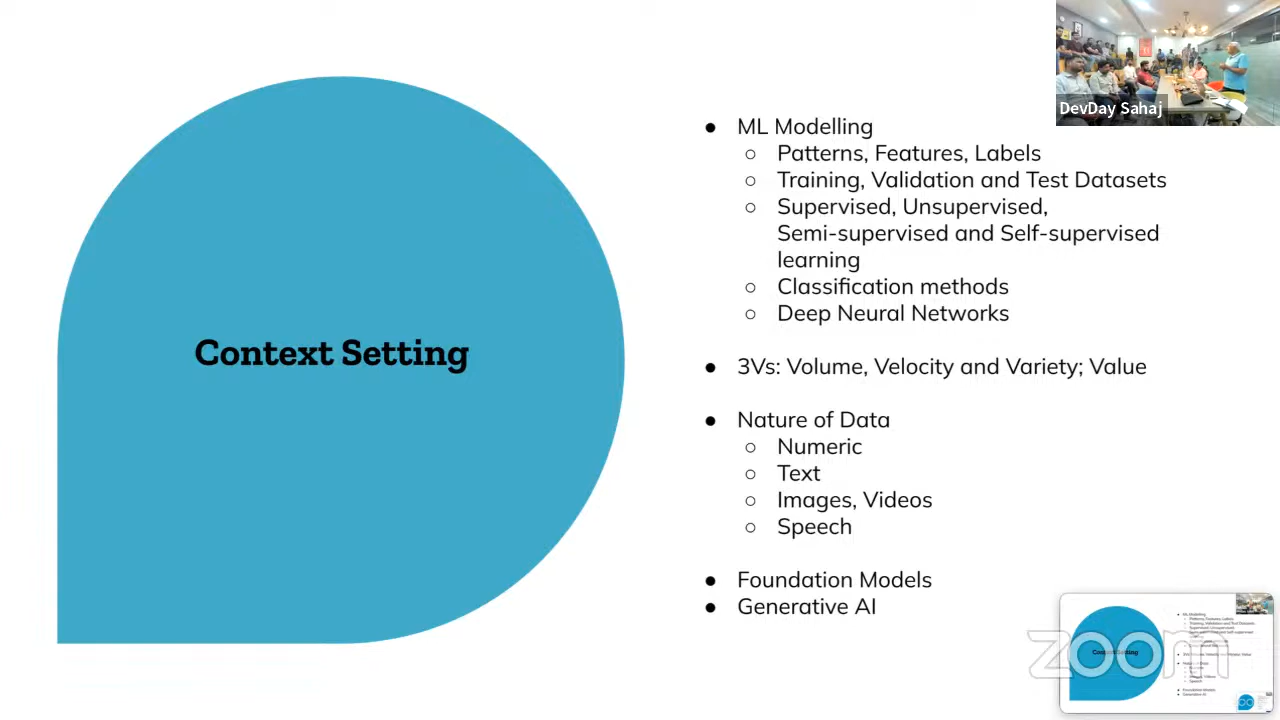 DevDay Sahaj
Context Setting
● ML Modelling
○ Patterns, Features, Labels
○ Training, Validation and Test Datasets
○ Supervised, Unsupervised,
Semi-supervised and Self-supervised
learning
○ Classification methods
○ Deep Neural Networks
● 3Vs: Volume, Velocity and Variety; Value
● Nature of Data
○ Numeric
○ Text
○ Images, Videos
○ Speech
● Foundation Models
● Generative AI
zoom